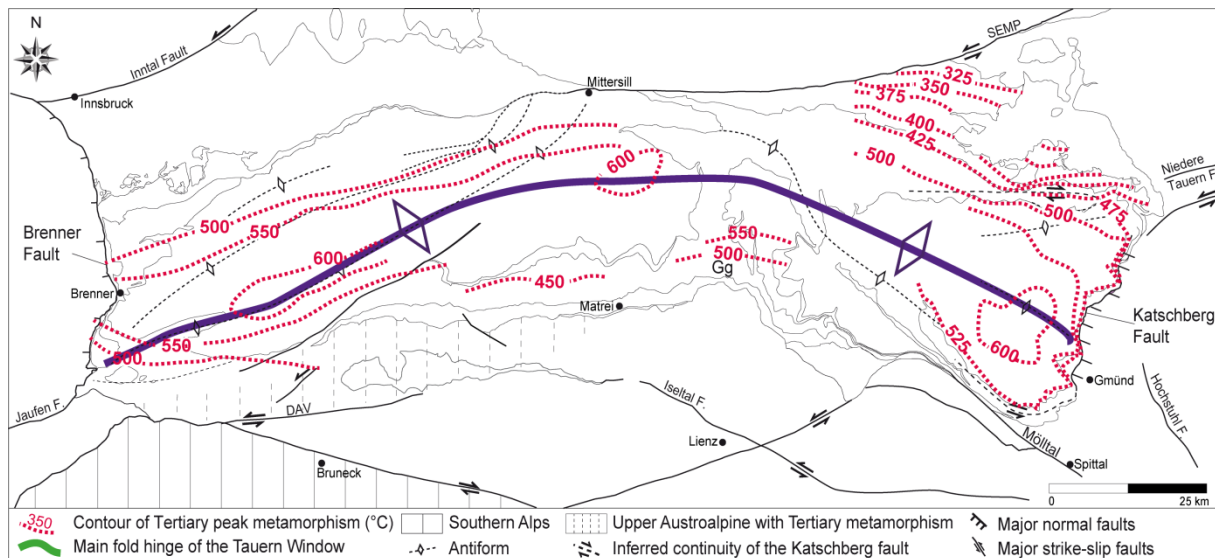 N
Inntal Fault
SEMP
Innsbruck
Mittersill
325
350
375
400
425
500
600
Niedere
Tauern F.
475
500
500
550
Brenner
Fault
600
550
500
Gg
450
Brenner
Matrei
Katschberg
Fault
550
500
525
600
Gmünd
Jaufen F.
DAV
Iseltal F.
Hochstuhl F.
Lienz
Mölltal
Bruneck
Spittal
0
25 km
350 Contour of Tertiary peak metamorphism (°C)
Southern Alps
Upper Austroalpine with Tertiary metamorphism
Major normal faults
Main fold hinge of the Tauern Window
Antiform
Inferred continuity of the Katschberg fault
Major strike-slip faults